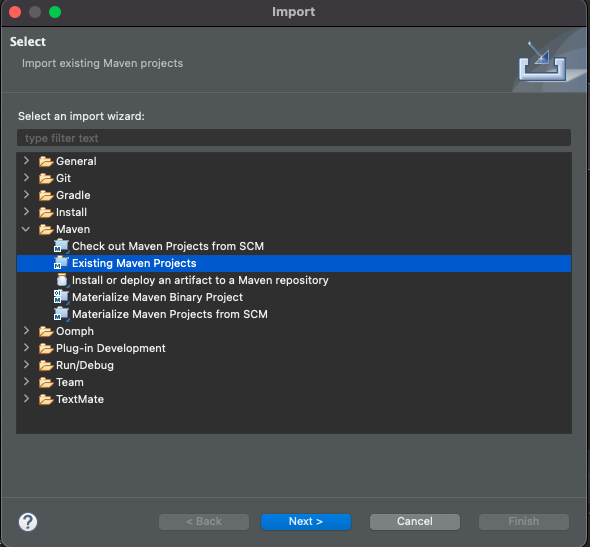 Import
Select
Import existing Maven projects
Select an import wizard:
type filter text
General
Git
Gradle
Install
Maven
Check out Maven Projects from SCM
Existing Maven Projects
Install or deploy an artifact to a Maven repository
Materialize Maven Binary Project
Materialize Maven Projects from SCM
Oomph
Plug-in Development
Run/Debug
Team
TextMate
? < Back Next > Cancel Finish